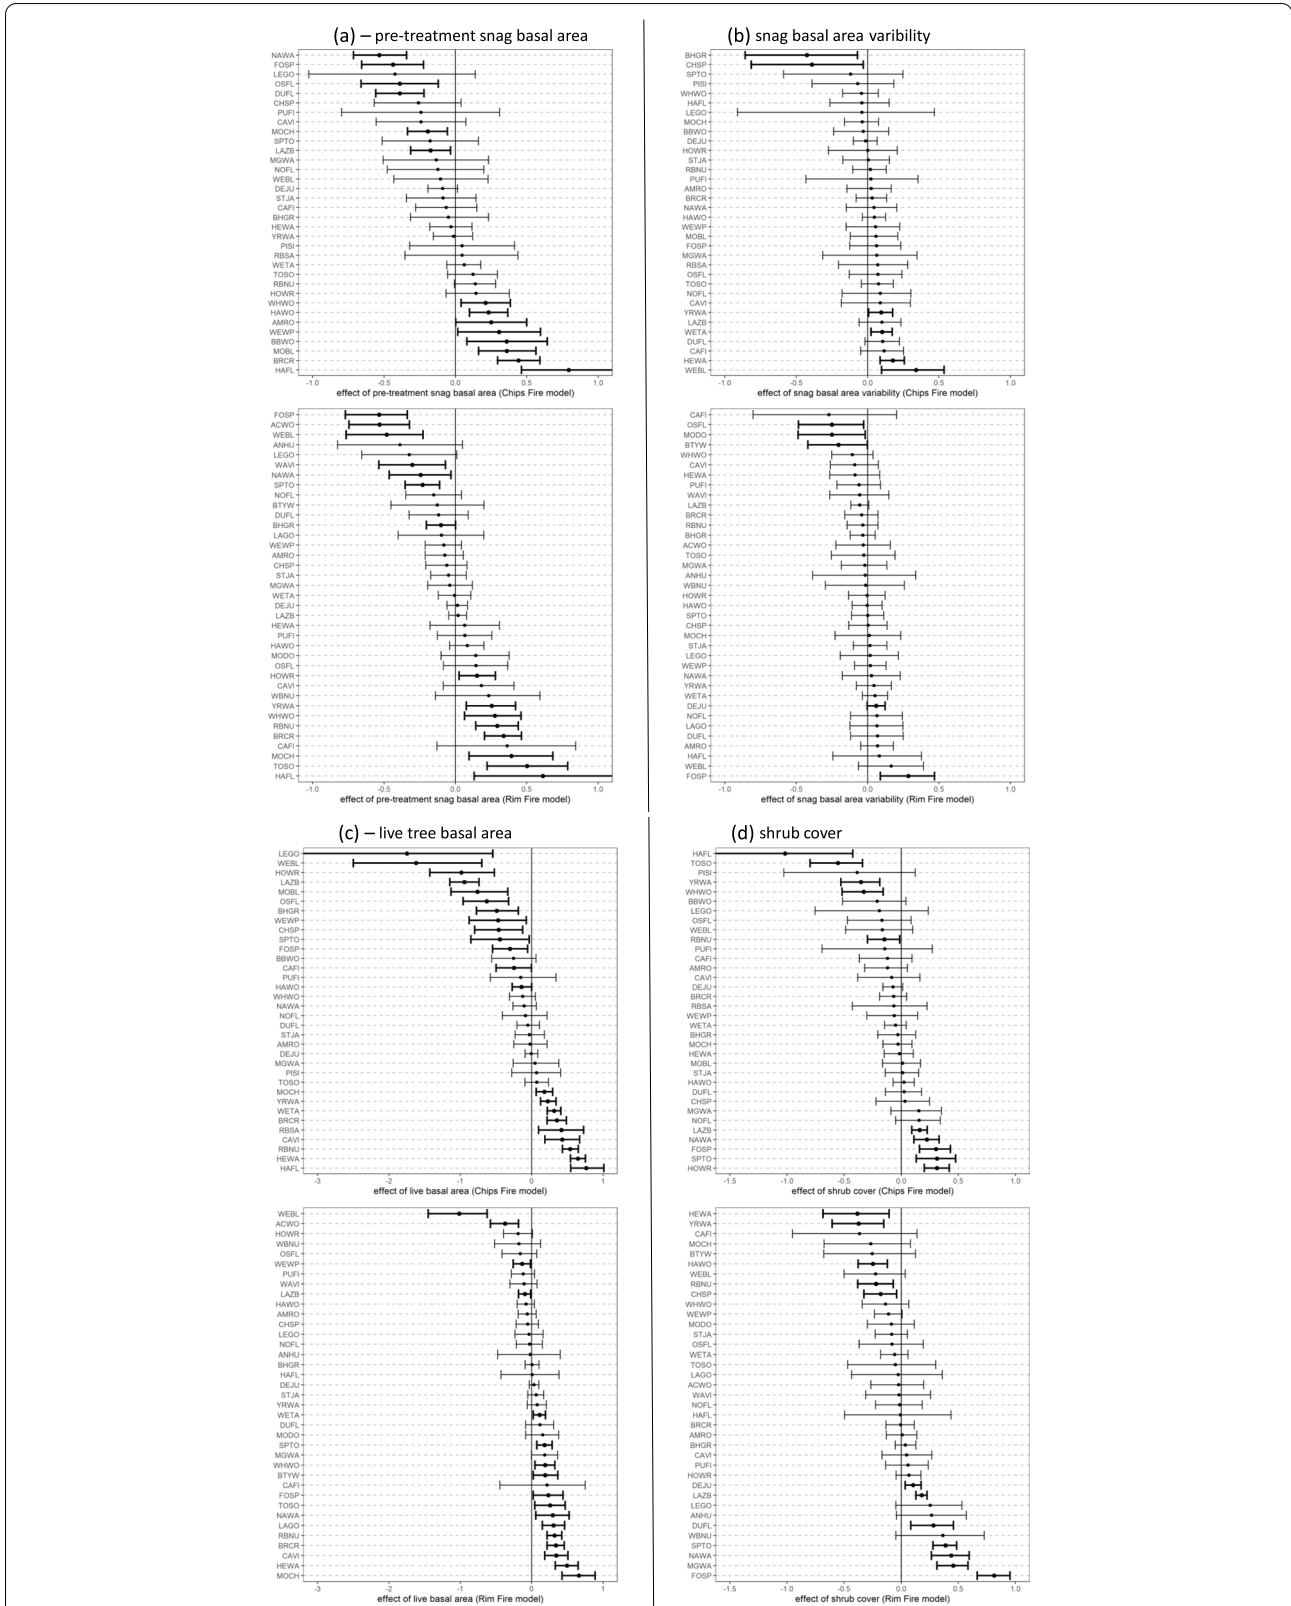 (a) – pre-treatment snag basal area
NAWA
FOSP
LEGO
OSFL
DUFL
CHSP
PUFI
CAVI
MOCH
SPTO
LAZB
MGWA
NOFL
WEBL
DEJU
STJA
CAFI
BHGR
HEWA
YRWA
PISI
RBSA
WETA
TOSO
RBNU
HOWR
WHWO
HAWO
AMRO
WEWP
BBWO
MOBL
BRCR
HAFL
-1.0 -0.5 0.0 0.5 1.0
effect of pre-treatment snag basal area (Chips Fire model)
FOSP
ACWO
WEBL
ANHU
LEGO
WAVI
NAWA
SPTO
NOFL
BTYW
DUFL
BHGR
LAGO
WEWP
AMRO
CHSP
STJA
MGWA
WETA
DEJU
LAZB
HEWA
PUFI
HAWO
MODO
OSFL
HOWR
CAVI
WBNU
YRWA
WHWO
RBNU
BRCR
CAFI
MOCH
TOSO
HAFL
-1.0 -0.5 0.0 0.5 1.0
effect of pre-treatment snag basal area (Rim Fire model)
(b) snag basal area varibility
BHGR
CHSP
SPTO
PISI
WHWO
HAFL
LEGO
MOCH
BBWO
DEJU
HOWR
STJA
RBNU
PUFI
AMRO
BRCR
NAWA
HAWO
WEWP
MOBL
FOSP
MGWA
RBSA
OSFL
TOSO
NOFL
CAVI
YRWA
LAZB
WETA
DUFL
CAFI
HEWA
WEBL
-1.0 -0.5 0.0 0.5 1.0
effect of snag basal area variability (Chips Fire model)
CAFI
OSFL
MODO
BTYW
WHWO
CAVI
HEWA
PUFI
WAVI
LAZB
BRCR
RBNU
BHGR
ACWO
TOSO
MGWA
ANHU
WBNU
HOWR
HAWO
SPTO
CHSP
MOCH
STJA
LEGO
WEWP
NAWA
YRWA
WETA
DEJU
NOFL
LAGO
DUFL
AMRO
HAFL
WEBL
FOSP
-1.0 -0.5 0.0 0.5 1.0
effect of snag basal area variability (Rim Fire model)
(c) – live tree basal area
LEGO
WEBL
HOWR
LAZB
MOBL
OSFL
BHGR
WEWP
CHSP
SPTO
FOSP
BBWO
CAFI
PUFI
HAWO
WHWO
NAWA
NOFL
DUFL
STJA
AMRO
DEJU
MGWA
PISI
TOSO
MOCH
YRWA
WETA
BRCR
RBSA
CAVI
RBNU
HEWA
HAFL
-3 -2 -1 0 1
effect of live basal area (Chips Fire model)
WEBL
ACWO
HOWR
WBNU
OSFL
WEWP
PUFI
WAVI
LAZB
HAWO
AMRO
CHSP
LEGO
NOFL
ANHU
BHGR
HAFL
DEJU
STJA
YRWA
WETA
DUFL
MODO
SPTO
MGWA
WHWO
BTYW
CAFI
FOSP
TOSO
NAWA
LAGO
RBNU
BRCR
CAVI
HEWA
MOCH
-3 -2 -1 0 1
effect of live basal area (Rim Fire model)
(d) shrub cover
HAFL
TOSO
PISI
YRWA
WHWO
BBWO
LEGO
OSFL
WEBL
RBNU
PUFI
CAFI
AMRO
CAVI
DEJU
BRCR
RBSA
WEWP
WETA
BHGR
MOCH
HEWA
MOBL
STJA
HAWO
DUFL
CHSP
MGWA
NOFL
LAZB
NAWA
FOSP
SPTO
HOWR
-1.5 -1.0 -0.5 0.0 0.5 1.0
effect of shrub cover (Chips Fire model)
HEWA
YRWA
CAFI
MOCH
BTYW
HAWO
WEBL
RBNU
CHSP
WHWO
WEWP
MODO
STJA
OSFL
WETA
TOSO
LAGO
ACWO
WAVI
NOFL
HAFL
BRCR
AMRO
BHGR
CAVI
PUFI
HOWR
DEJU
LAZB
LEGO
ANHU
DUFL
WBNU
SPTO
NAWA
MGWA
FOSP
-1.5 -1.0 -0.5 0.0 0.5 1.0
effect of shrub cover (Rim Fire model)